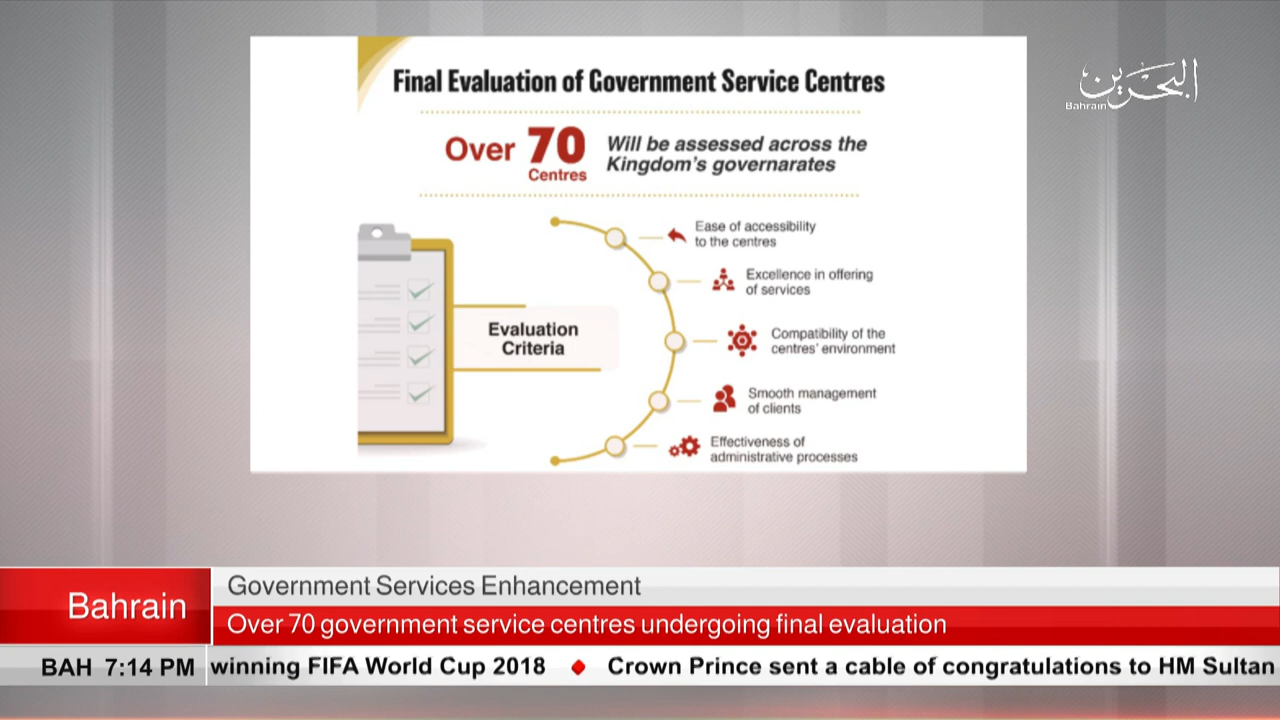 Final Evaluation of Government Service Centres
Over 70 Centres
Will be assessed across the
Kingdom's governarates
Evaluation
Criteria
Ease of accessibility
to the centres
Excellence in offering
of services
Compatibility of the
centres' environment
Smooth management
of clients
Effectiveness of
administrative processes
البحرين
Bahrain
Bahrain
Government Services Enhancement
Over 70 government service centres undergoing final evaluation
BAH 7:14 PM
winning FIFA World Cup 2018 ♦ Crown Prince sent a cable of congratulations to HM Sultan